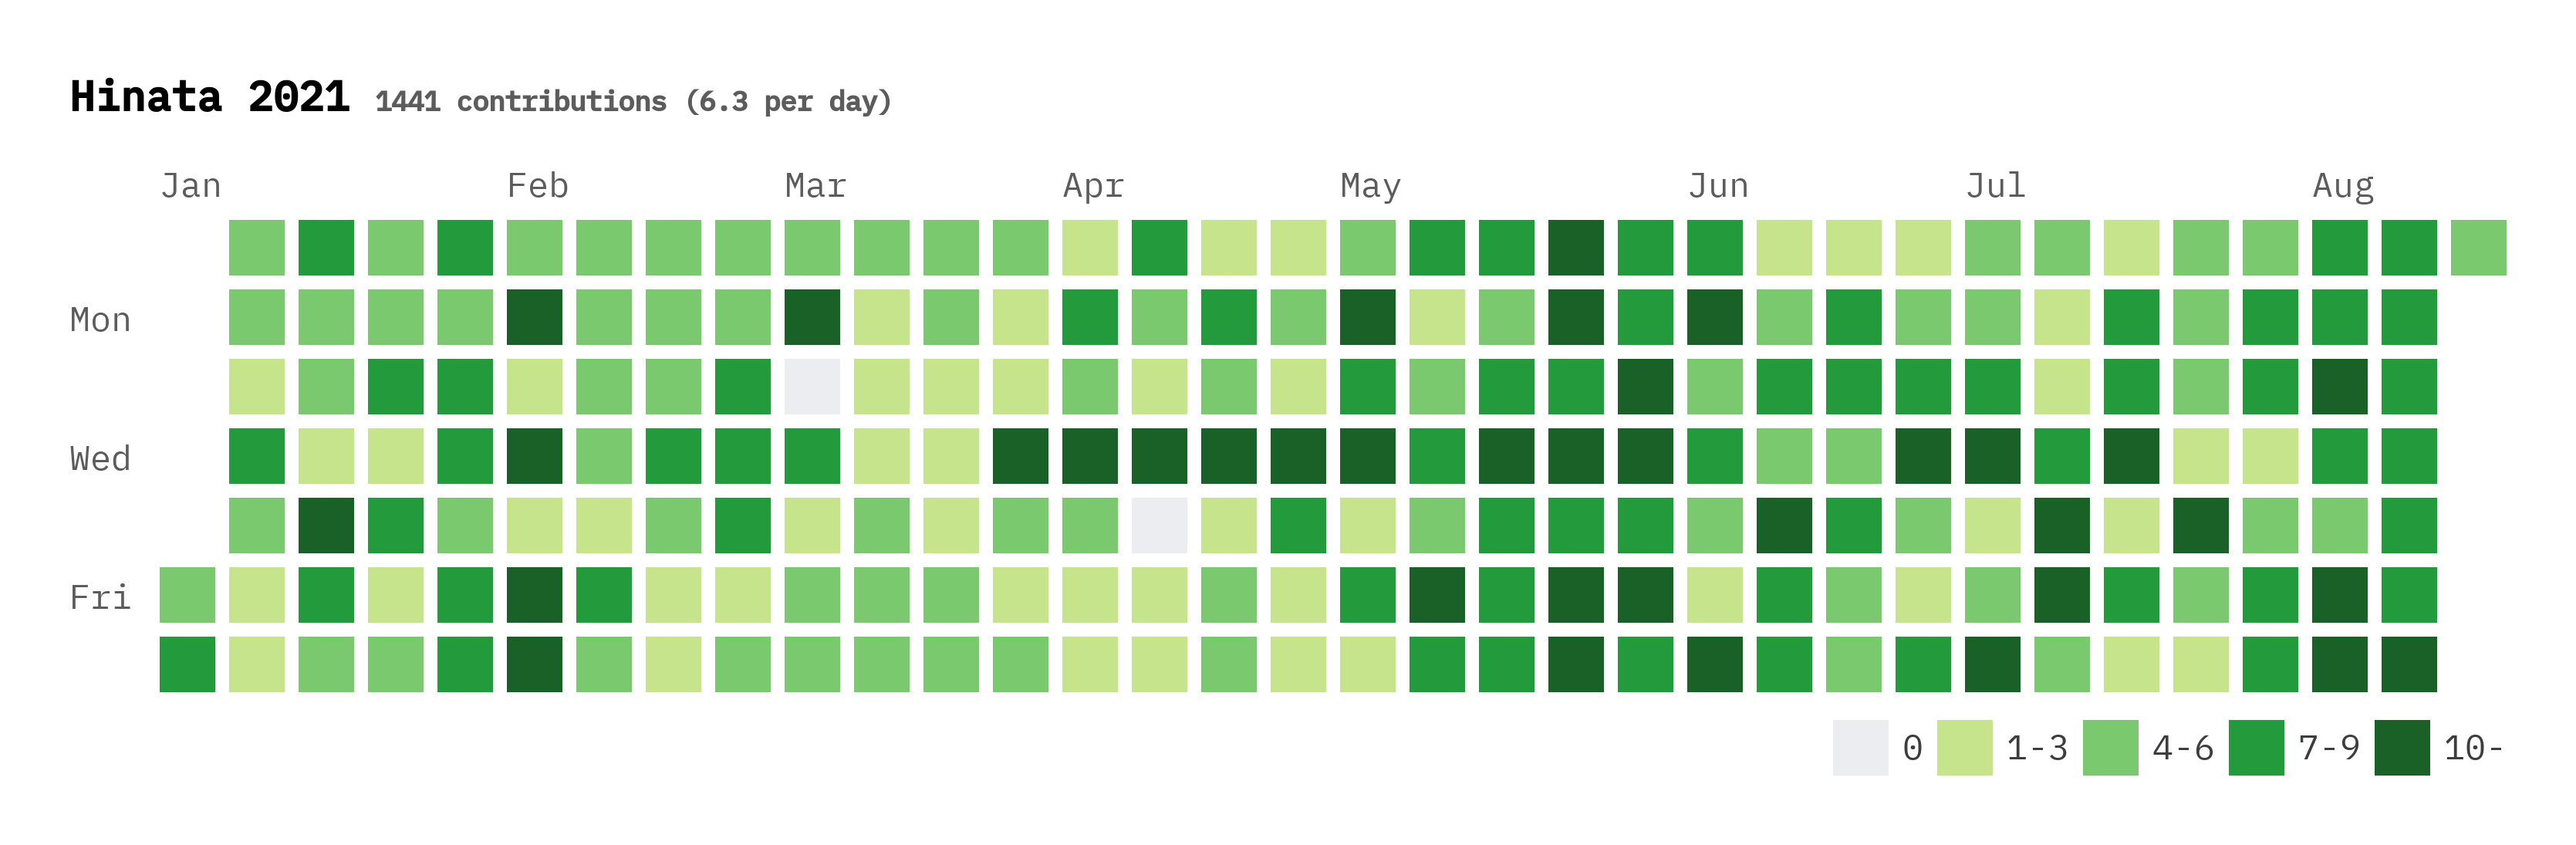 Hinata 2021 1441 contributions (6.3 per day)
Jan Feb Mar Apr May Jun Jul Aug
Mon
Wed
Fri
0 1-3 4-6 7-9 10-